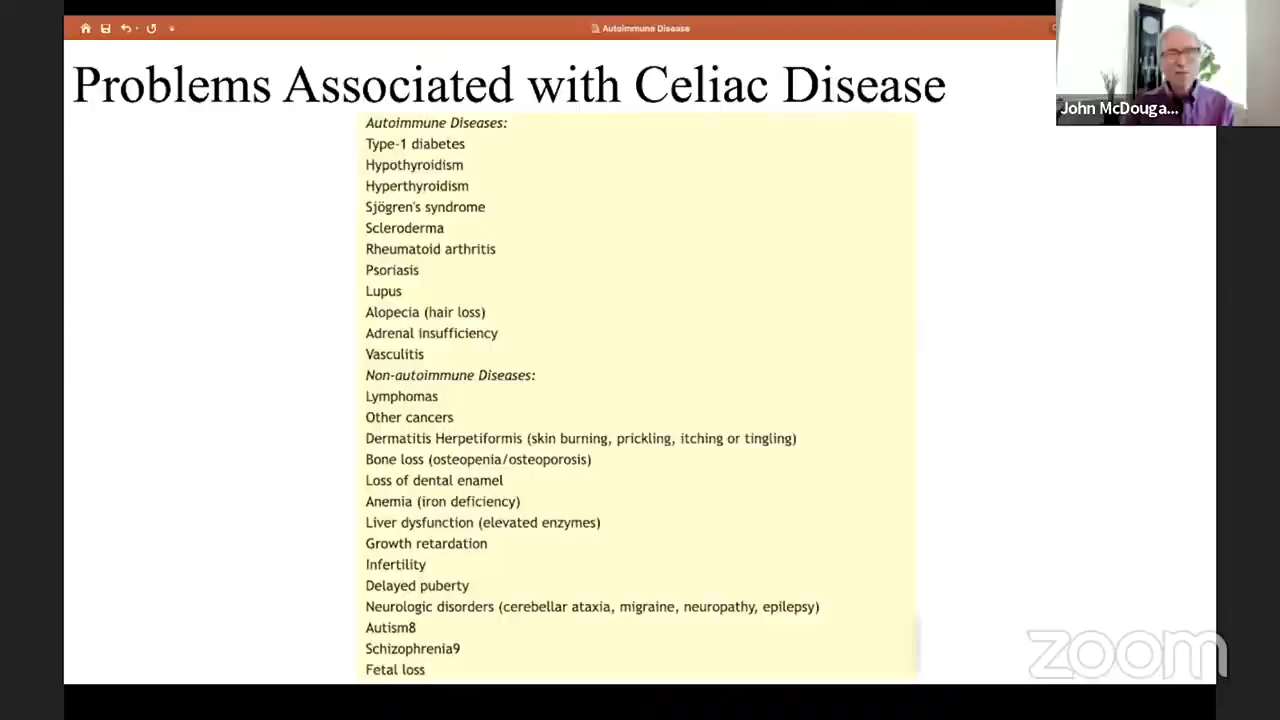 Autoimmune Disease
Problems Associated with Celiac Disease
John McDouga...
Autoimmune Diseases:
Type-1 diabetes
Hypothyroidism
Hyperthyroidism
Sjögren's syndrome
Scleroderma
Rheumatoid arthritis
Psoriasis
Lupus
Alopecia (hair loss)
Adrenal insufficiency
Vasculitis
Non-autoimmune Diseases:
Lymphomas
Other cancers
Dermatitis Herpetiformis (skin burning, prickling, itching or tingling)
Bone loss (osteopenia/osteoporosis)
Loss of dental enamel
Anemia (iron deficiency)
Liver dysfunction (elevated enzymes)
Growth retardation
Infertility
Delayed puberty
Neurologic disorders (cerebellar ataxia, migraine, neuropathy, epilepsy)
Autism8
Schizophrenia9
Fetal loss
zoom